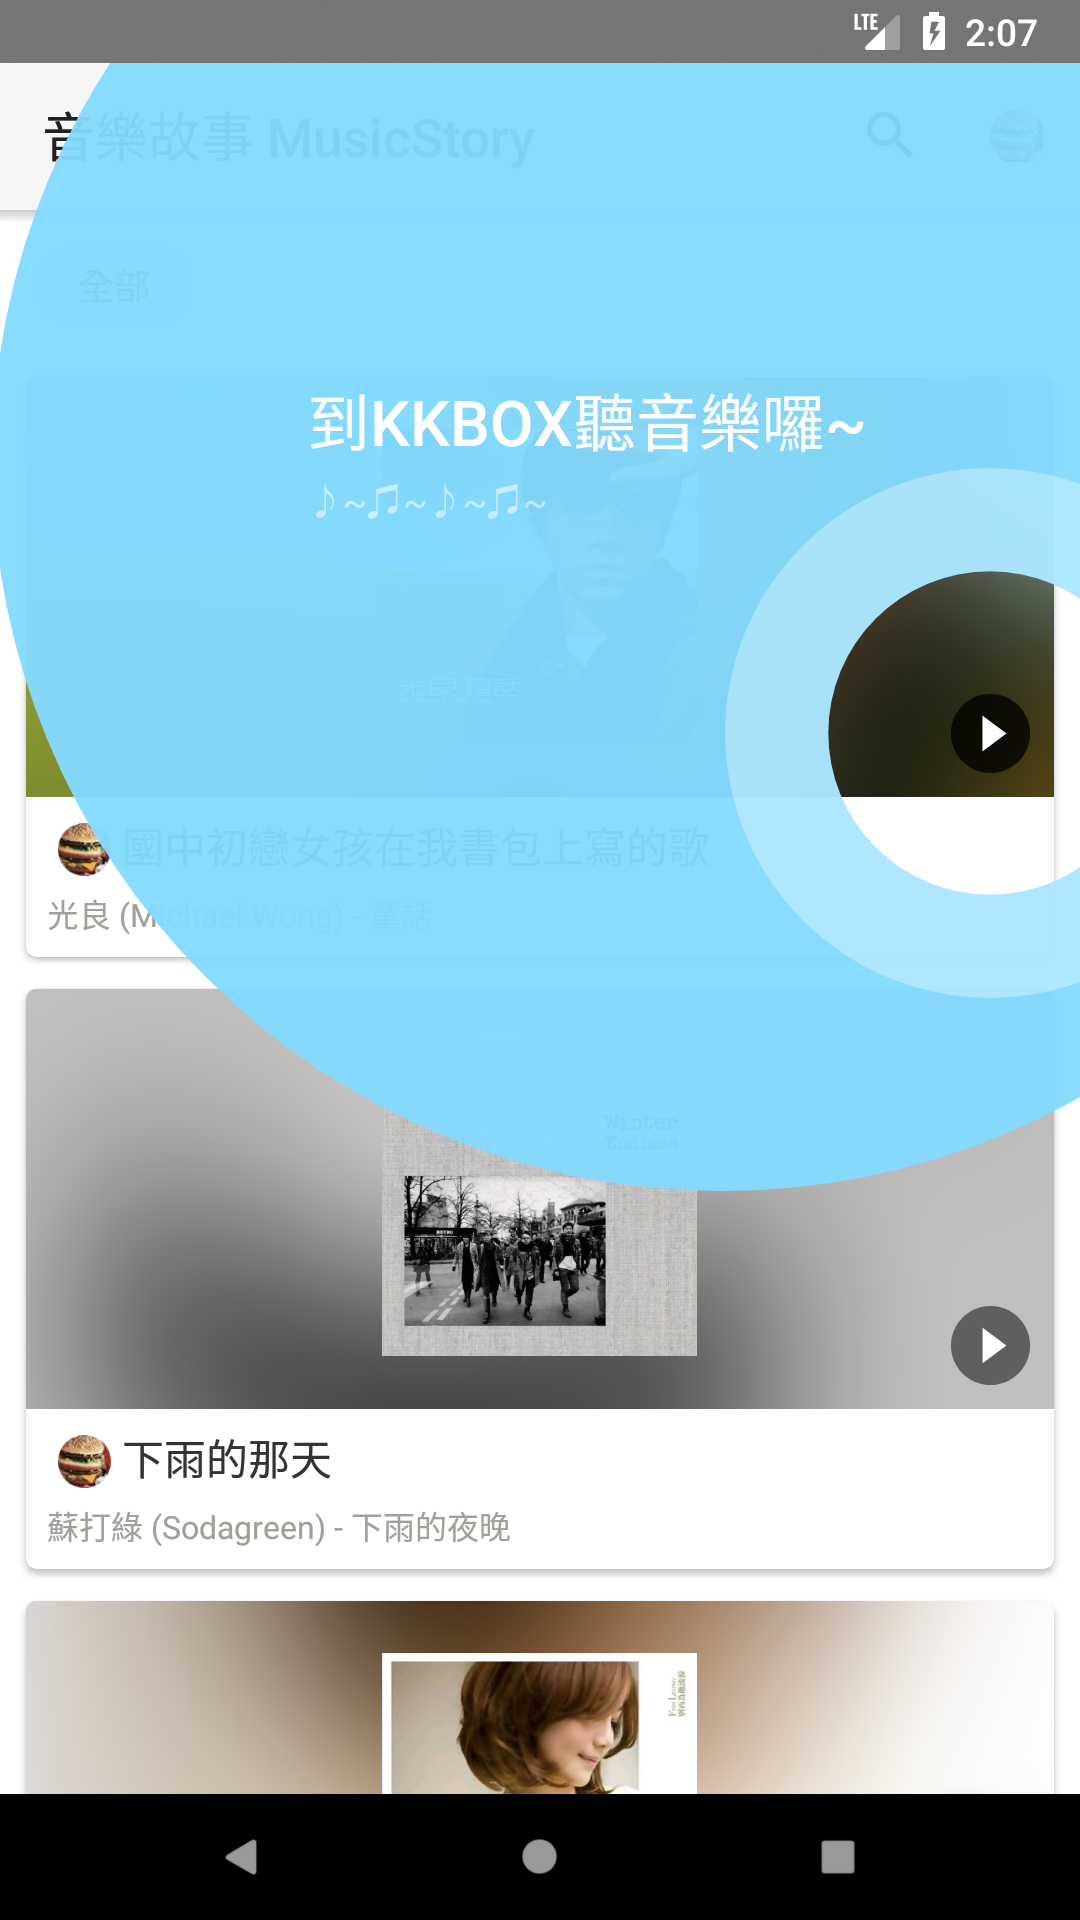 LTE 2:07
音樂故事 MusicStory
全部
到KKBOX聽音樂囉~
♪~♫~♪~♫~
光良 童話
國中初戀女孩在我書包上寫的歌
光良 (Michael Wong) - 童話
Winter
Endless
下雨的那天
蘇打綠 (Sodagreen) - 下雨的夜晚